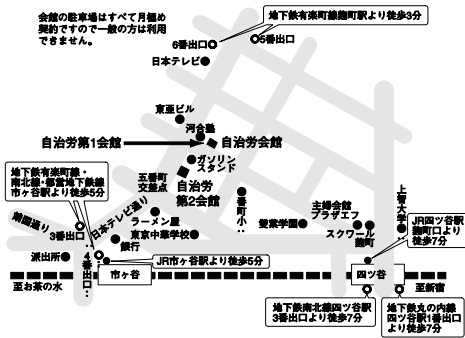 会館の駐車場はすべて月極め
契約ですので一般の方は利用
できません。
地下鉄有楽町線麹町駅より徒歩3分
6番出口
5番出口
日本テレビ
東亜ビル
河合塾
自治労第1会館
自治労会館
ガソリン
スタンド
五番町
交差点
自治労
第2会館
地下鉄有楽町線・
南北線・都営地下鉄線
市ヶ谷駅より徒歩5分
靖国通り
日本テレビ通り
3番出口
4番出口
ラーメン屋
東京中華学校
銀行
派出所
番町小
雙葉学園
主婦会館
プラザエフ
スクワール
麹町
上智大学
JR四ツ谷駅
麹町口より
徒歩7分
JR市ヶ谷駅より徒歩5分
市ヶ谷
四ツ谷
至お茶の水
至新宿
地下鉄南北線四ツ谷駅
3番出口より徒歩7分
地下鉄丸の内線
四ツ谷駅1番出口
より徒歩7分